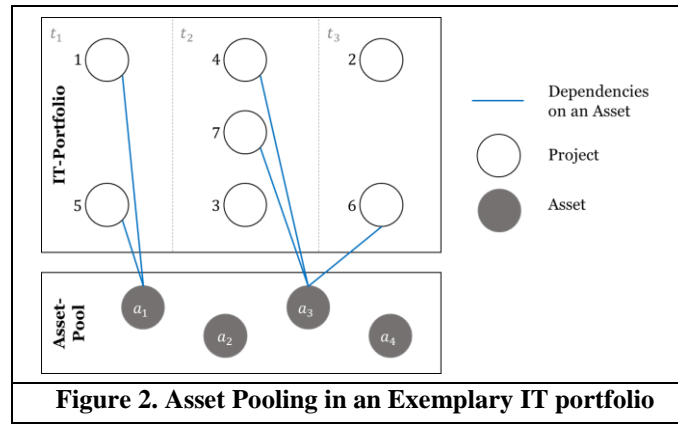 t1 t2 t3
1 4 2
Dependencies
on an Asset
IT-Portfolio
7
Project
5 3 6
Asset
Asset-
Pool
a1 a3
a2 a4
Figure 2. Asset Pooling in an Exemplary IT portfolio